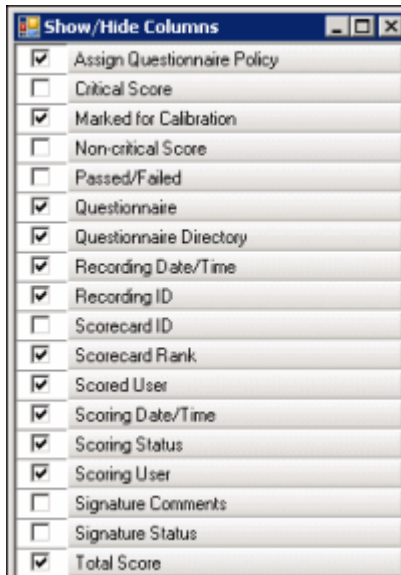 Show/Hide Columns
Assign Questionnaire Policy
Critical Score
Marked for Calibration
Non-critical Score
Passed/Failed
Questionnaire
Questionnaire Directory
Recording Date/Time
Recording ID
Scorecard ID
Scorecard Rank
Scored User
Scoring Date/Time
Scoring Status
Scoring User
Signature Comments
Signature Status
Total Score